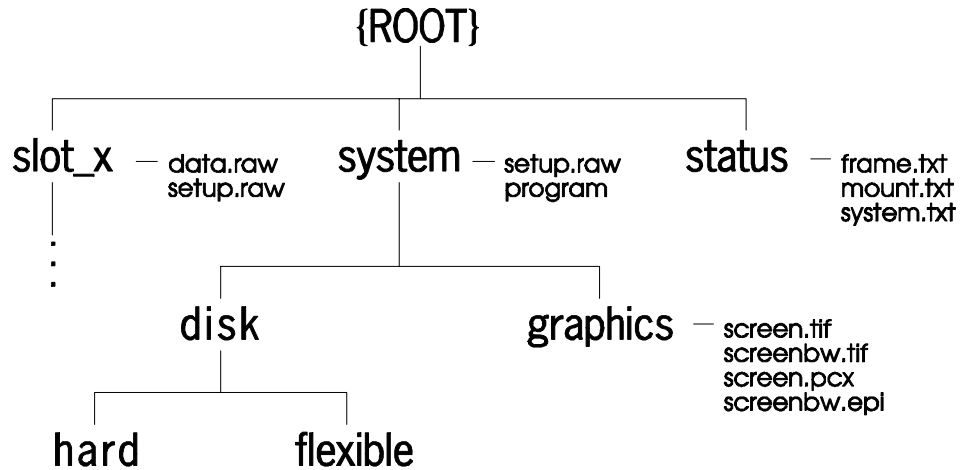 {ROOT}
slot_x
data.raw
setup.raw
system
setup.raw
program
status
frame.txt
mount.txt
system.txt
disk
graphics
screen.tif
screenbw.tif
screen.pcx
screenbw.epi
hard
flexible